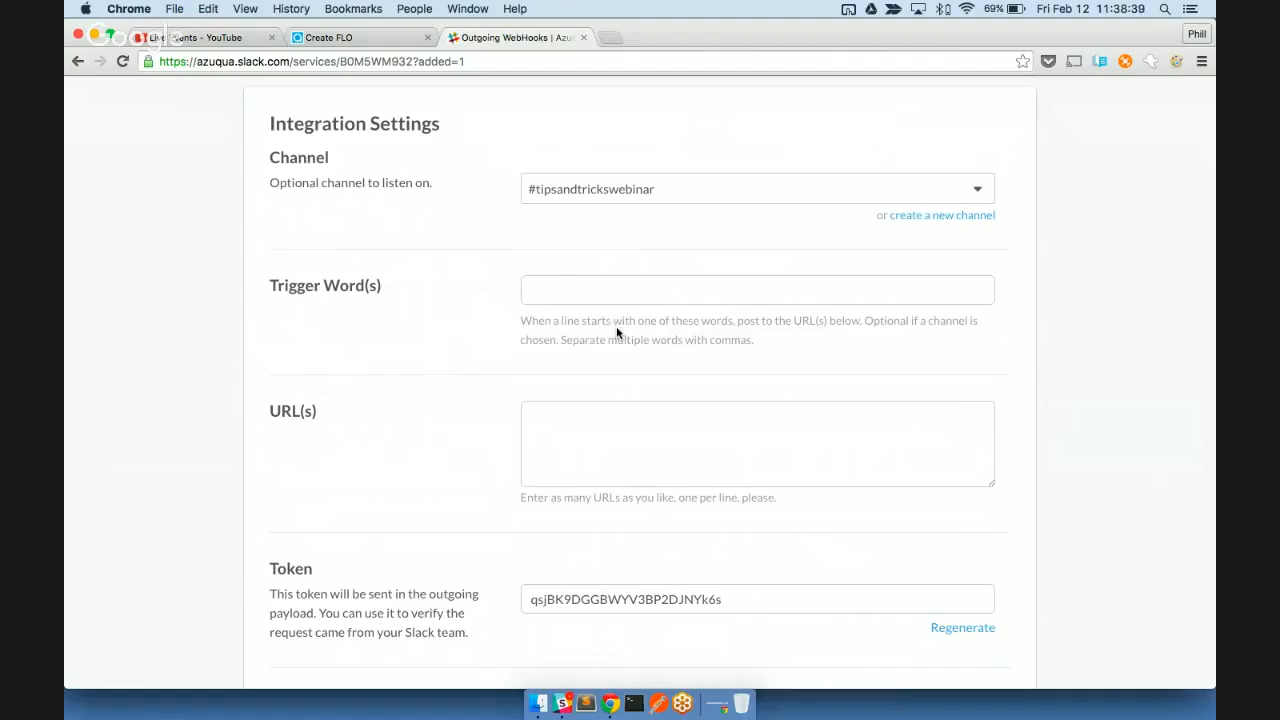 Chrome File Edit View History Bookmarks People Window Help 69% Fri Feb 12 11:38:39
Google
Live Events - YouTube × Create FLO × Outgoing WebHooks | Azuq × Phill
https://azuqua.slack.com/services/B0M5WM932?added=1
Integration Settings
Channel
Optional channel to listen on.
#tipsandtrickswebinar
or create a new channel
Trigger Word(s)
When a line starts with one of these words, post to the URL(s) below. Optional if a channel is
chosen. Separate multiple words with commas.
URL(s)
Enter as many URLs as you like, one per line, please.
Token
This token will be sent in the outgoing
payload. You can use it to verify the
request came from your Slack team.
qsjBK9DGGBWYV3BP2DJNYk6s
Regenerate